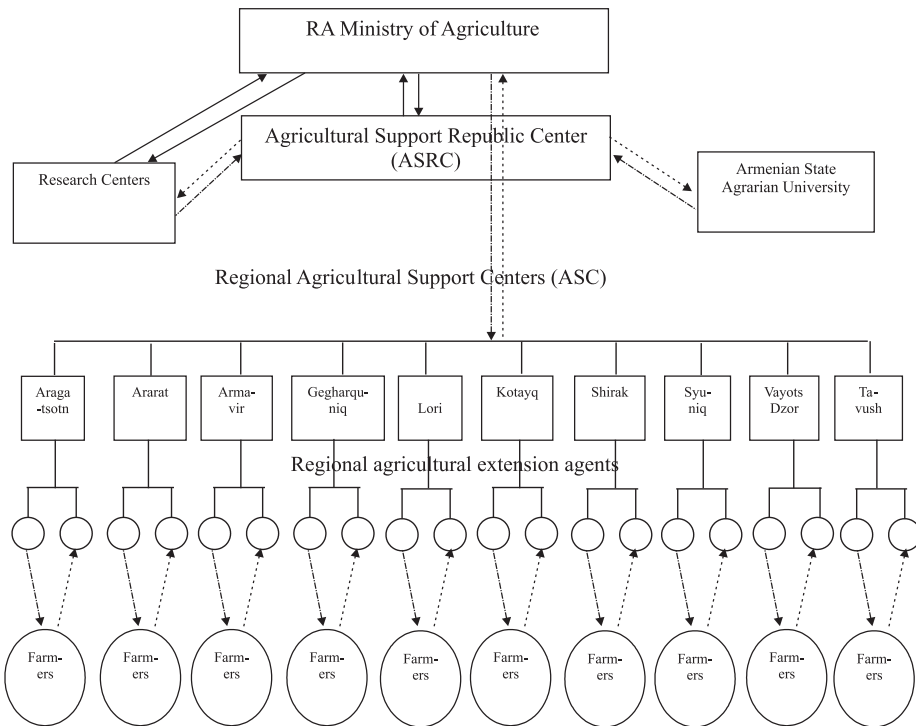 RA Ministry of Agriculture
Agricultural Support Republic Center
(ASRC)
Research Centers
Armenian State
Agrarian University
Regional Agricultural Support Centers (ASC)
Araga
-tsotn
Ararat
Arma-
vir
Gegharqu-
niq
Lori
Kotayq
Shirak
Syu-
niq
Vayots
Dzor
Ta-
vush
Regional agricultural extension agents
Farm-
ers
Farm-
ers
Farm-
ers
Farm-
ers
Farm-
ers
Farm-
ers
Farm-
ers
Farm-
ers
Farm-
ers
Farm-
ers